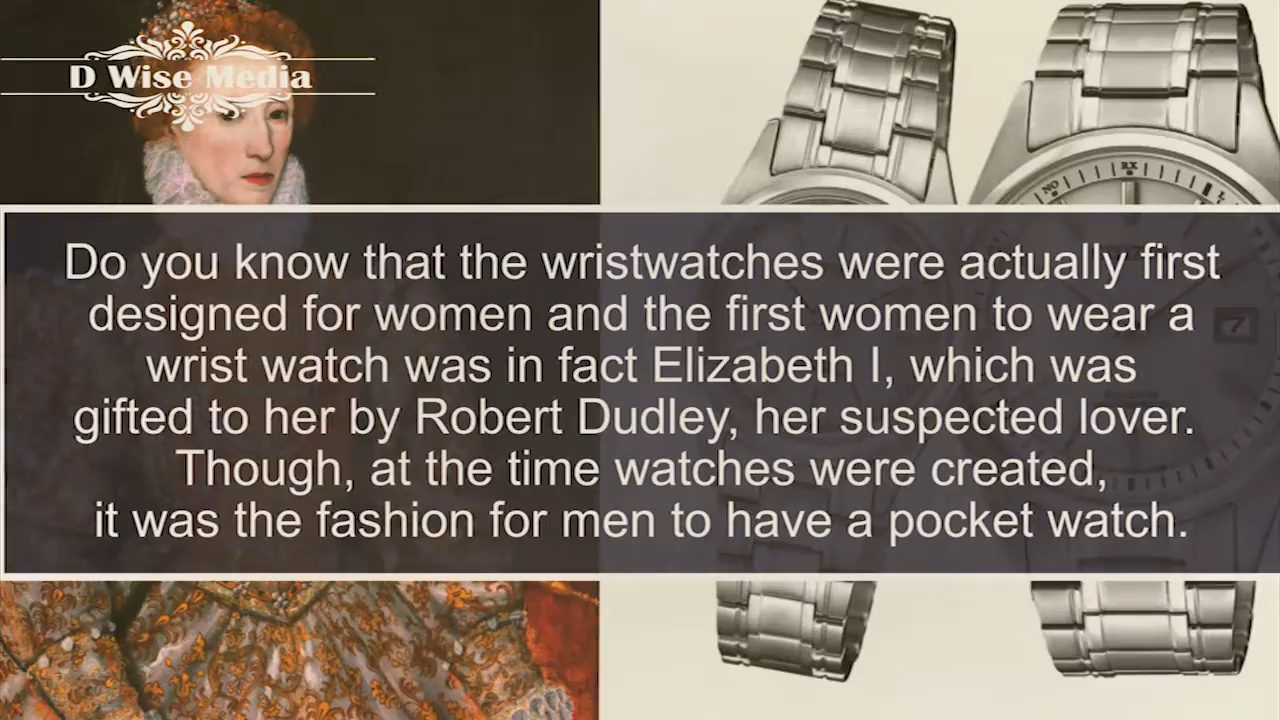 D Wise Media
Do you know that the wristwatches were actually first
designed for women and the first women to wear a
wrist watch was in fact Elizabeth I, which was
gifted to her by Robert Dudley, her suspected lover.
Though, at the time watches were created,
it was the fashion for men to have a pocket watch.
7